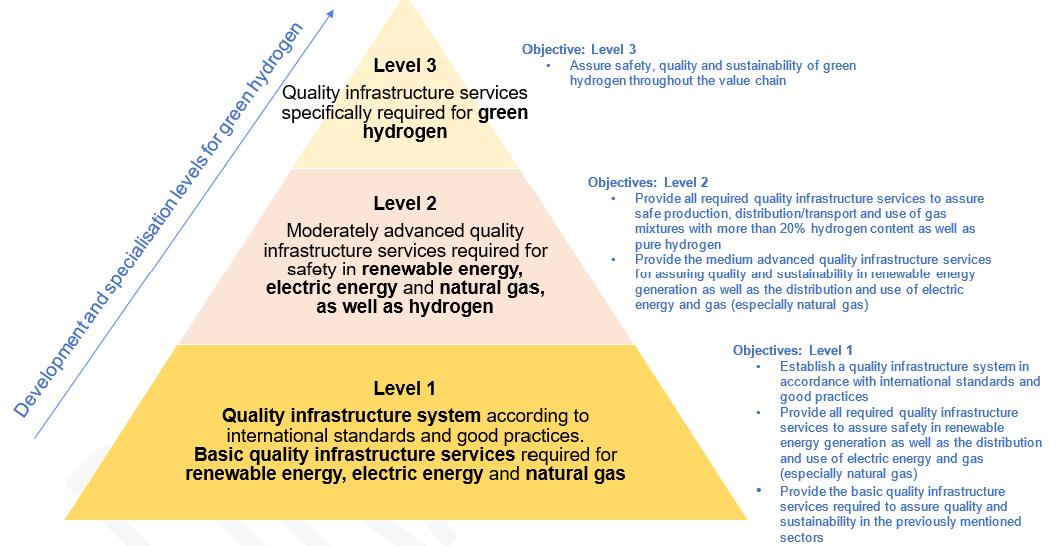 Development and specialisation levels for green hydrogen
Level 3
Quality infrastructure services
specifically required for green
hydrogen
Objective: Level 3
• Assure safety, quality and sustainability of green
hydrogen throughout the value chain
Level 2
Moderately advanced quality
infrastructure services required for
safety in renewable energy,
electric energy and natural gas,
as well as hydrogen
Objectives: Level 2
• Provide all required quality infrastructure services to assure
safe production, distribution/transport and use of gas
mixtures with more than 20% hydrogen content as well as
pure hydrogen
• Provide the medium advanced quality infrastructure services
for assuring quality and sustainability in renewable energy
generation as well as the distribution and use of electric
energy and gas (especially natural gas)
Level 1
Quality infrastructure system according to
international standards and good practices.
Basic quality infrastructure services required for
renewable energy, electric energy and natural gas
Objectives: Level 1
• Establish a quality infrastructure system in
accordance with international standards and
good practices
• Provide all required quality infrastructure
services to assure safety in renewable
energy generation as well as the distribution
and use of electric energy and gas
(especially natural gas)
• Provide the basic quality infrastructure
services required to assure quality and
sustainability in the previously mentioned
sectors